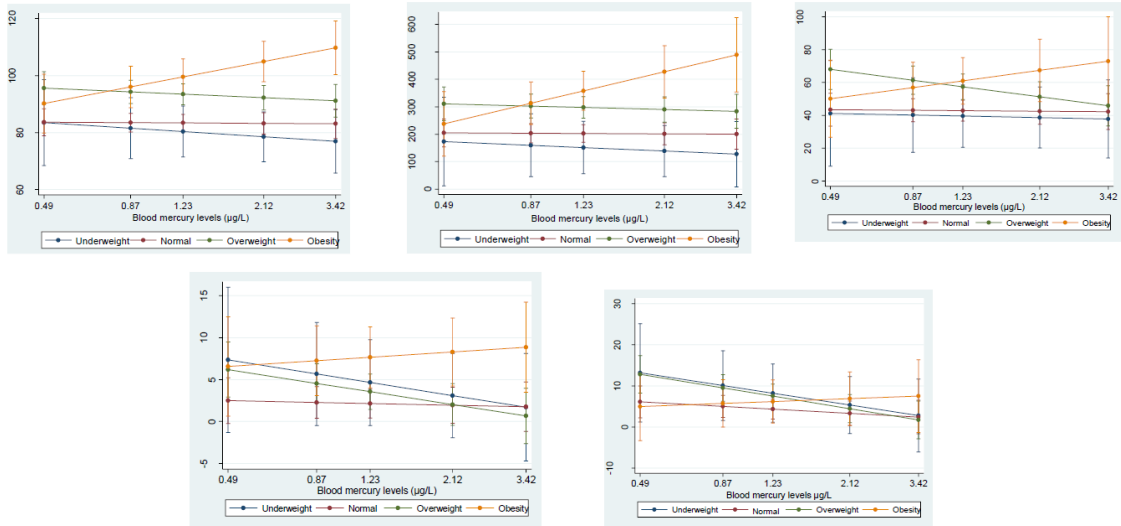 120
100
80
60
0.49 0.87 1.23 2.12 3.42
Blood mercury levels (µg/L)
Underweight Normal Overweight Obesity
600
500
400
300
200
100
0
0.49 0.87 1.23 2.12 3.42
Blood mercury levels (µg/L)
Underweight Normal Overweight Obesity
100
80
60
40
20
0
0.49 0.87 1.23 2.12 3.42
Blood mercury levels (µg/L)
Underweight Normal Overweight Obesity
15
10
5
0
-5
0.49 0.87 1.23 2.12 3.42
Blood mercury levels (µg/L)
Underweight Normal Overweight Obesity
30
20
10
0
-10
0.49 0.87 1.23 2.12 3.42
Blood mercury levels µg/L)
Underweight Normal Overweight Obesity